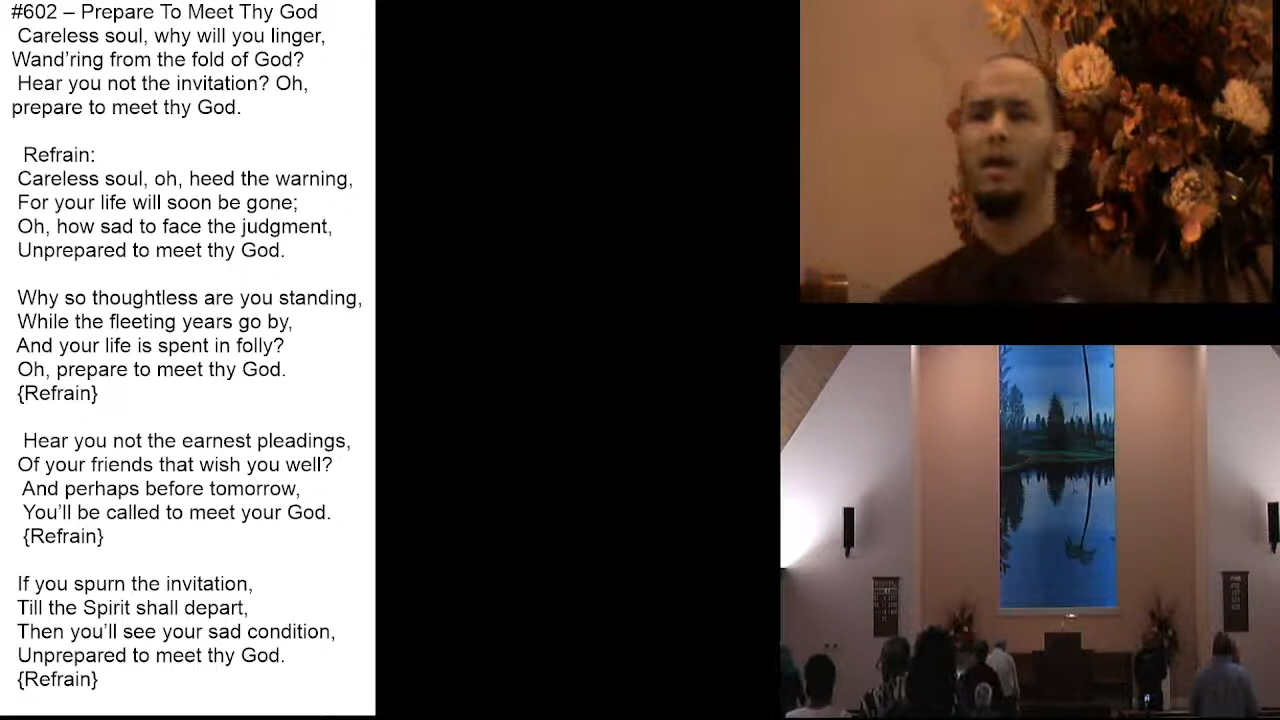 #602 – Prepare To Meet Thy God
Careless soul, why will you linger,
Wand’ring from the fold of God?
Hear you not the invitation? Oh,
prepare to meet thy God.
Refrain:
Careless soul, oh, heed the warning,
For your life will soon be gone;
Oh, how sad to face the judgment,
Unprepared to meet thy God.
Why so thoughtless are you standing,
While the fleeting years go by,
And your life is spent in folly?
Oh, prepare to meet thy God.
{Refrain}
Hear you not the earnest pleadings,
Of your friends that wish you well?
And perhaps before tomorrow,
You’ll be called to meet your God.
{Refrain}
If you spurn the invitation,
Till the Spirit shall depart,
Then you’ll see your sad condition,
Unprepared to meet thy God.
{Refrain}